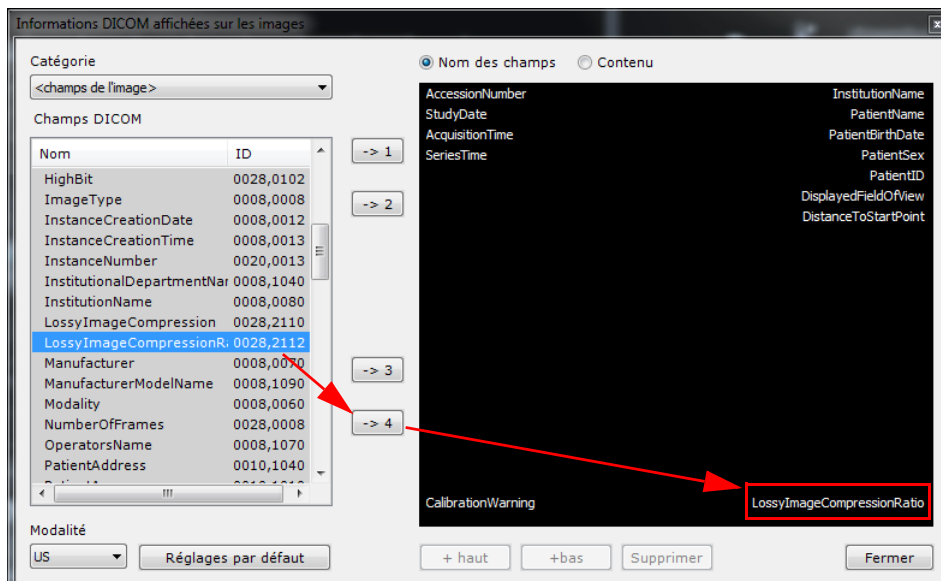 Informations DICOM affichées sur les images
Catégorie
<champs de l'image>
Champs DICOM
Nom ID
HighBit 0028,0102
ImageType 0008,0008
InstanceCreationDate 0008,0012
InstanceCreationTime 0008,0013
InstanceNumber 0020,0013
InstitutionalDepartmentNar 0008,1040
InstitutionName 0008,0080
LossyImageCompression 0028,2110
LossyImageCompressionR 0028,2112
Manufacturer 0008,0070
ManufacturerModelName 0008,1090
Modality 0008,0060
NumberOfFrames 0028,0008
OperatorsName 0008,1070
PatientAddress 0010,1040
Modalité
US
Réglages par défaut
-> 1
-> 2
-> 3
-> 4
Nom des champs
Contenu
AccessionNumber
StudyDate
AcquisitionTime
SeriesTime
InstitutionName
PatientName
PatientBirthDate
PatientSex
PatientID
DisplayedFieldOfView
DistanceToStartPoint
CalibrationWarning
LossyImageCompressionRatio
+ haut
+bas
Supprimer
Fermer